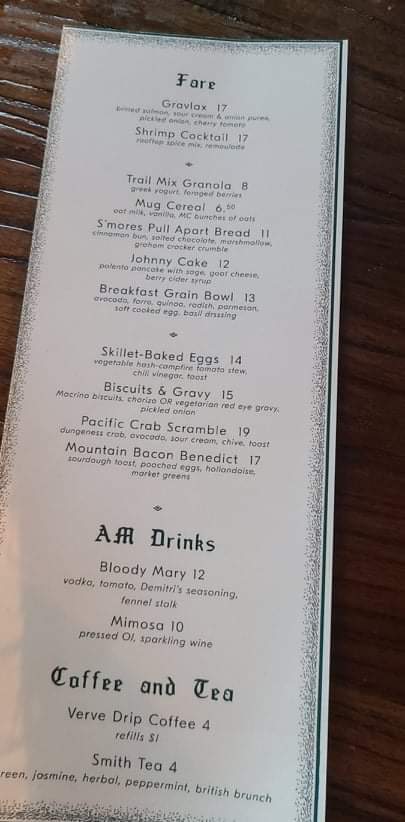 Fare
Gravlax 17
brined salmon, sour cream & onion puree,
pickled onion, cherry tomato
Shrimp Cocktail 17
rooftop spice mix, remoulade
Trail Mix Granola 8
greek yogurt, foraged berries
Mug Cereal 6.50
oat milk, vanilla, MC bunches of oats
S'mores Pull Apart Bread 11
cinnamon bun, salted chocolate, marshmallow,
graham cracker crumble
Johnny Cake 12
polenta pancake with sage, goat cheese,
berry cider syrup
Breakfast Grain Bowl 13
avocado, farro, quinoa, radish, parmesan,
soft cooked egg, basil drsssing
Skillet-Baked Eggs 14
vegetable hash-campfire tomato stew,
chili vinegar, toast
Biscuits & Gravy 15
Macrina biscuits, chorizo OR vegetarian red eye gravy,
pickled onion
Pacific Crab Scramble 19
dungeness crab, avocado, sour cream, chive, toast
Mountain Bacon Benedict 17
sourdough toast, poached eggs, hollandaise,
market greens
AM Drinks
Bloody Mary 12
vodka, tomato, Demitri's seasoning,
fennel stalk
Mimosa 10
pressed OJ, sparkling wine
Coffee and Tea
Verve Drip Coffee 4
refills $1
Smith Tea 4
reen, jasmine, herbal, peppermint, british brunch